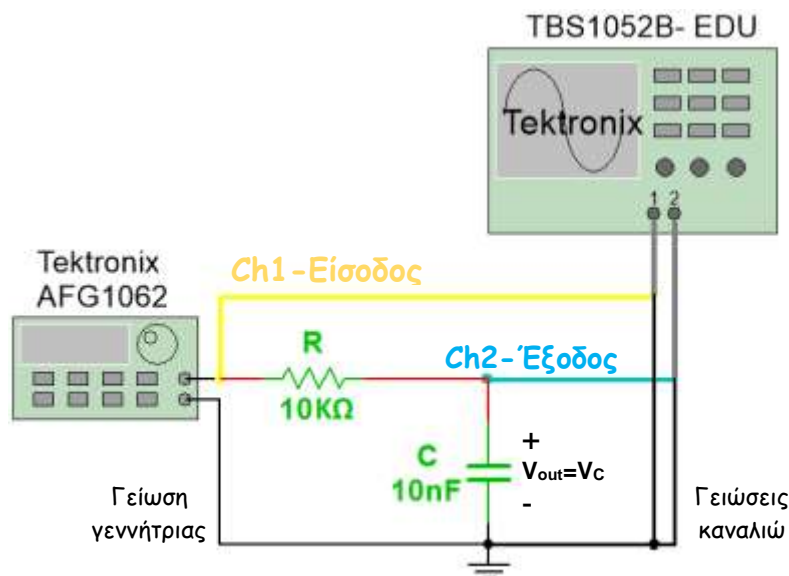 TBS1052B- EDU
Tektronix
1 2
Tektronix
AFG1062
Ch1-Είσοδος
R
10KΩ
Ch2-Έξοδος
C
10nF
+
Vout=VC
-
Γείωση
γεννήτριας
Γειώσεις
καναλιώ